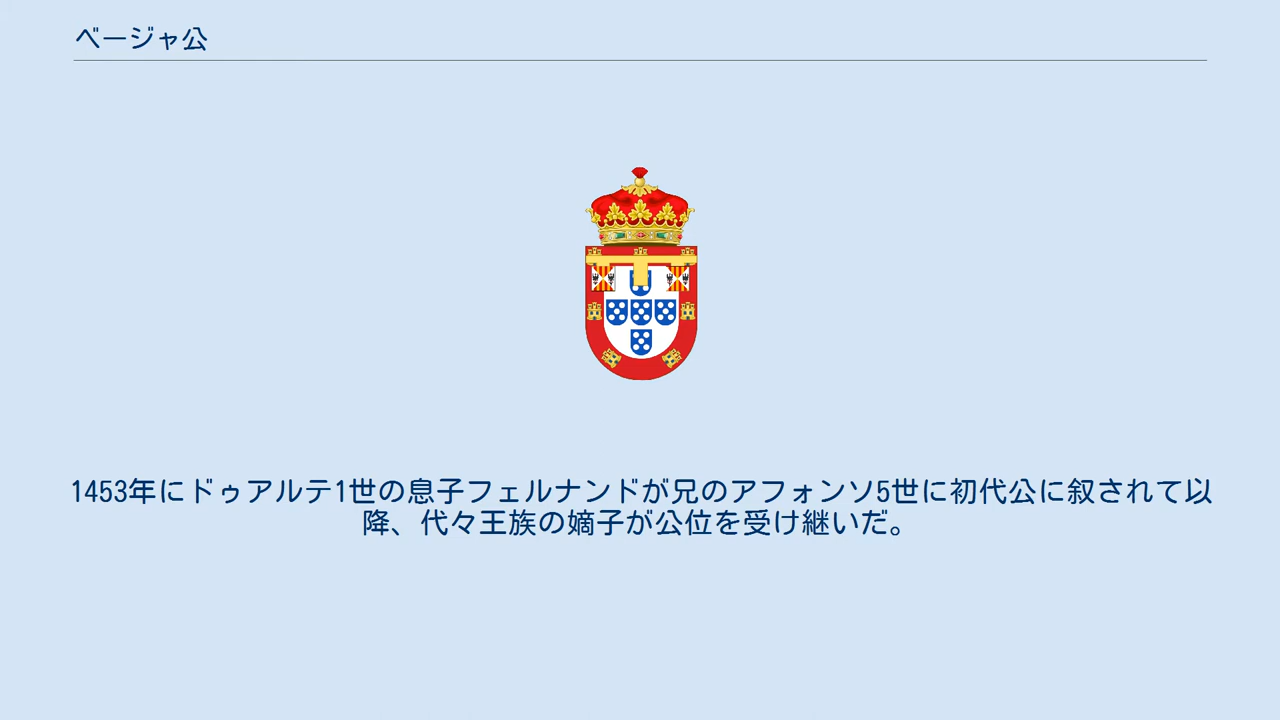 ベージャ公
1453年にドゥアルテ1世の息子フェルナンドが兄のアフォンソ5世に初代公に叙されて以
降、代々王族の嫡子が公位を受け継いだ。